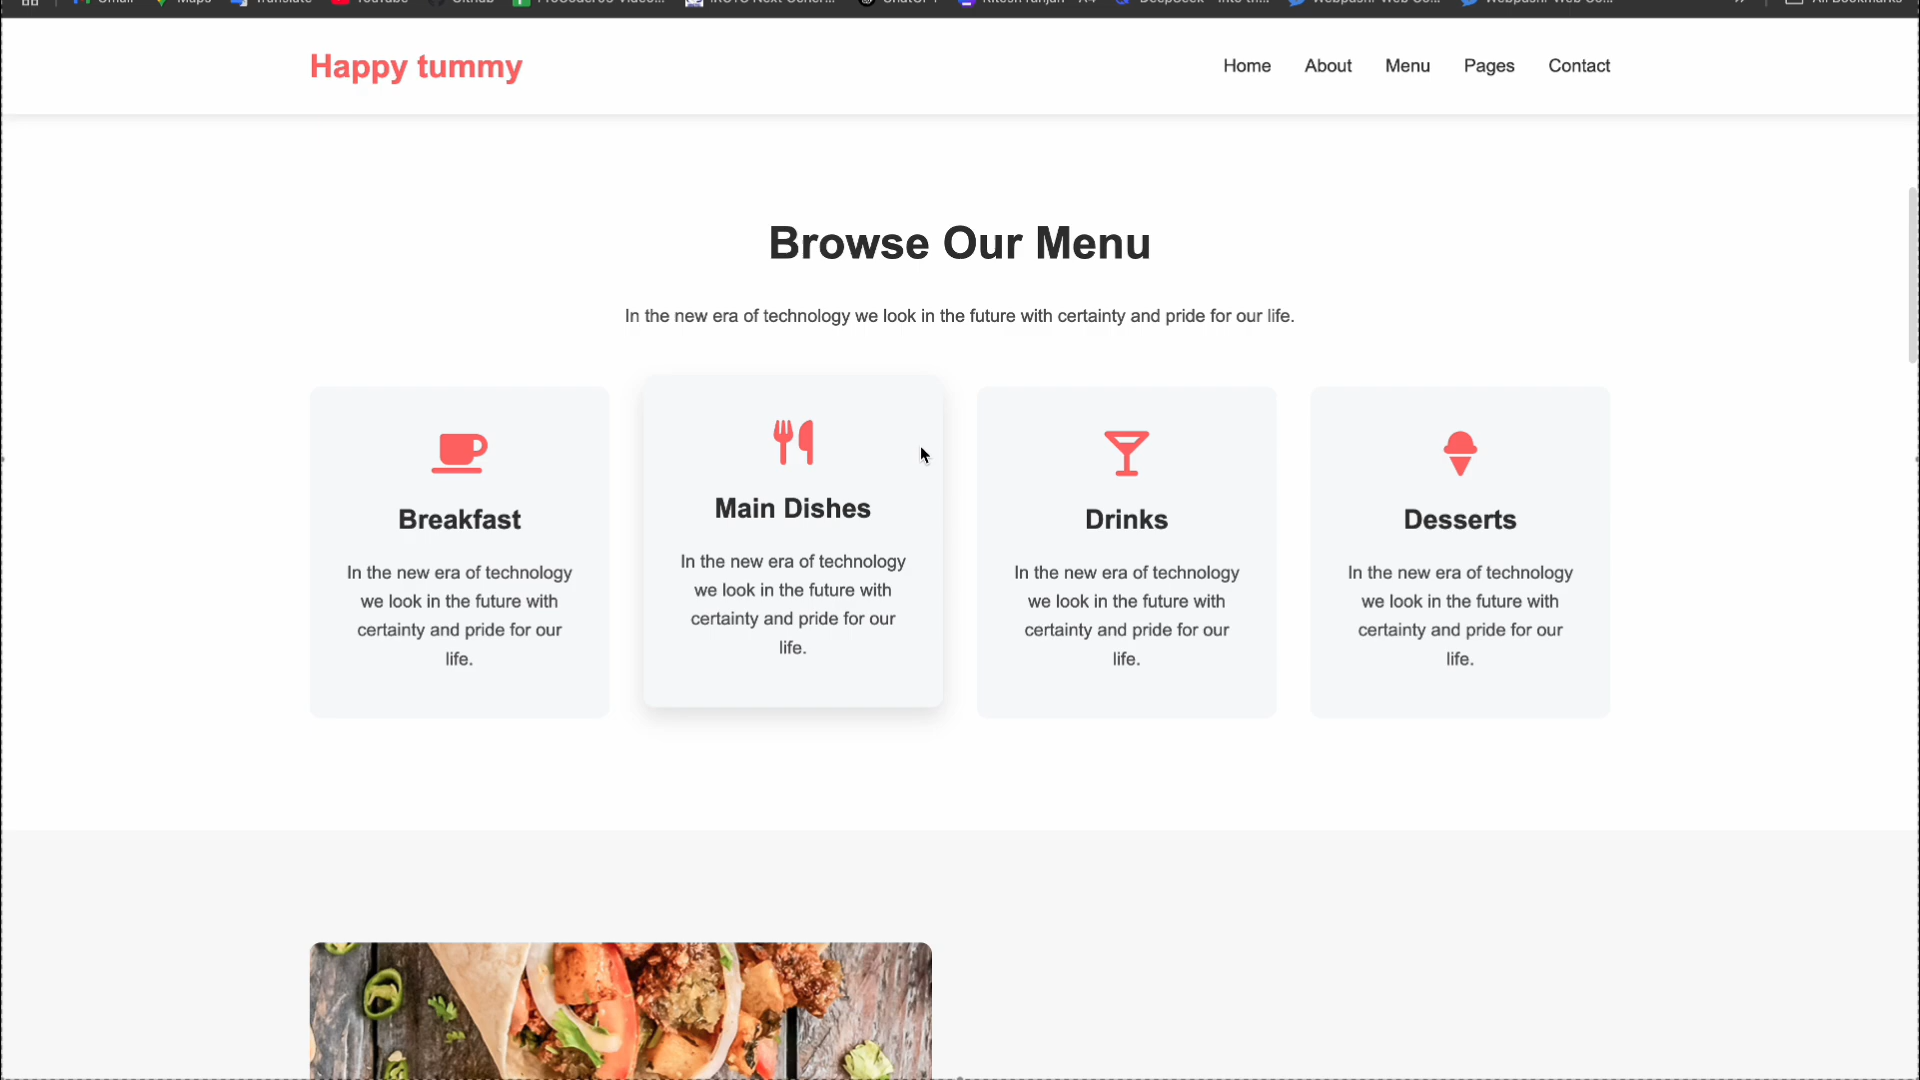 Happy tummy
Home About Menu Pages Contact
Browse Our Menu
In the new era of technology we look in the future with certainty and pride for our life.
Breakfast
In the new era of technology
we look in the future with
certainty and pride for our
life.
Main Dishes
In the new era of technology
we look in the future with
certainty and pride for our
life.
Drinks
In the new era of technology
we look in the future with
certainty and pride for our
life.
Desserts
In the new era of technology
we look in the future with
certainty and pride for our
life.